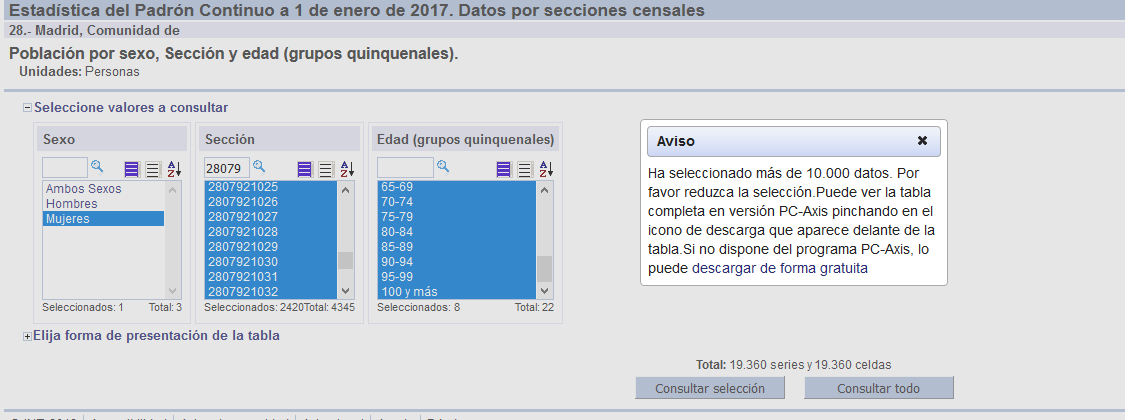 Estadística del Padrón Continuo a 1 de enero de 2017. Datos por secciones censales
28.- Madrid, Comunidad de
Población por sexo, Sección y edad (grupos quinquenales).
Unidades: Personas
Seleccione valores a consultar
Sexo
Ambos Sexos
Hombres
Mujeres
Seleccionados: 1 Total: 3
Sección
28079
2807921025
2807921026
2807921027
2807921028
2807921029
2807921030
2807921031
2807921032
Seleccionados: 2420Total: 4345
Edad (grupos quinquenales)
65-69
70-74
75-79
80-84
85-89
90-94
95-99
100 y más
Seleccionados: 8 Total: 22
Aviso
Ha seleccionado más de 10.000 datos. Por
favor reduzca la selección.Puede ver la tabla
completa en versión PC-Axis pinchando en el
icono de descarga que aparece delante de la
tabla.Si no dispone del programa PC-Axis, lo
puede descargar de forma gratuita
Elija forma de presentación de la tabla
Total: 19.360 series y 19.360 celdas
Consultar selección Consultar todo